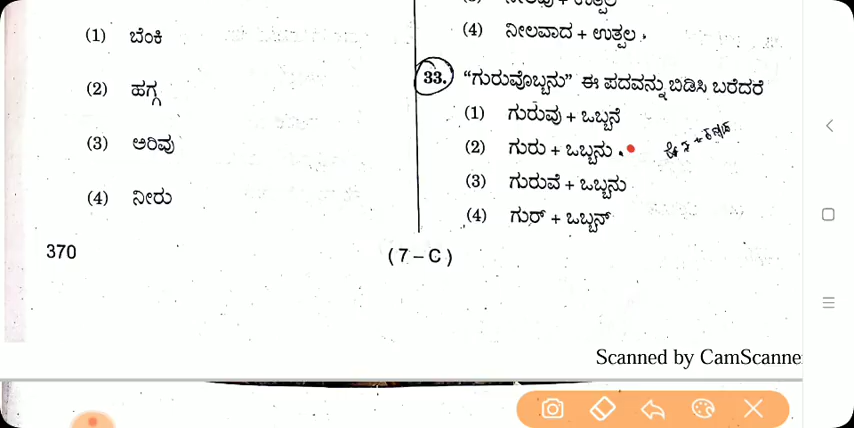 (1) ಬೆಂಕಿ
(2) ಹಗ್ಗ
(3) ಅರಿವು
(4) ನೀರು
370
(4) ನೀಲವಾದ + ಉತ್ಪಲ .
33. “ಗುರುವೊಬ್ಬನು” ಈ ಪದವನ್ನು ಬಿಡಿಸಿ ಬರೆದರೆ
(1) ಗುರುವು + ಒಬ್ಬನೆ
(2) ಗುರು + ಒಬ್ಬನು .
(3) ಗುರುವೆ + ಒಬ್ಬನು
(4) ಗುರ್ + ಒಬ್ಬನ್
( 7 – C )
Scanned by CamScanne